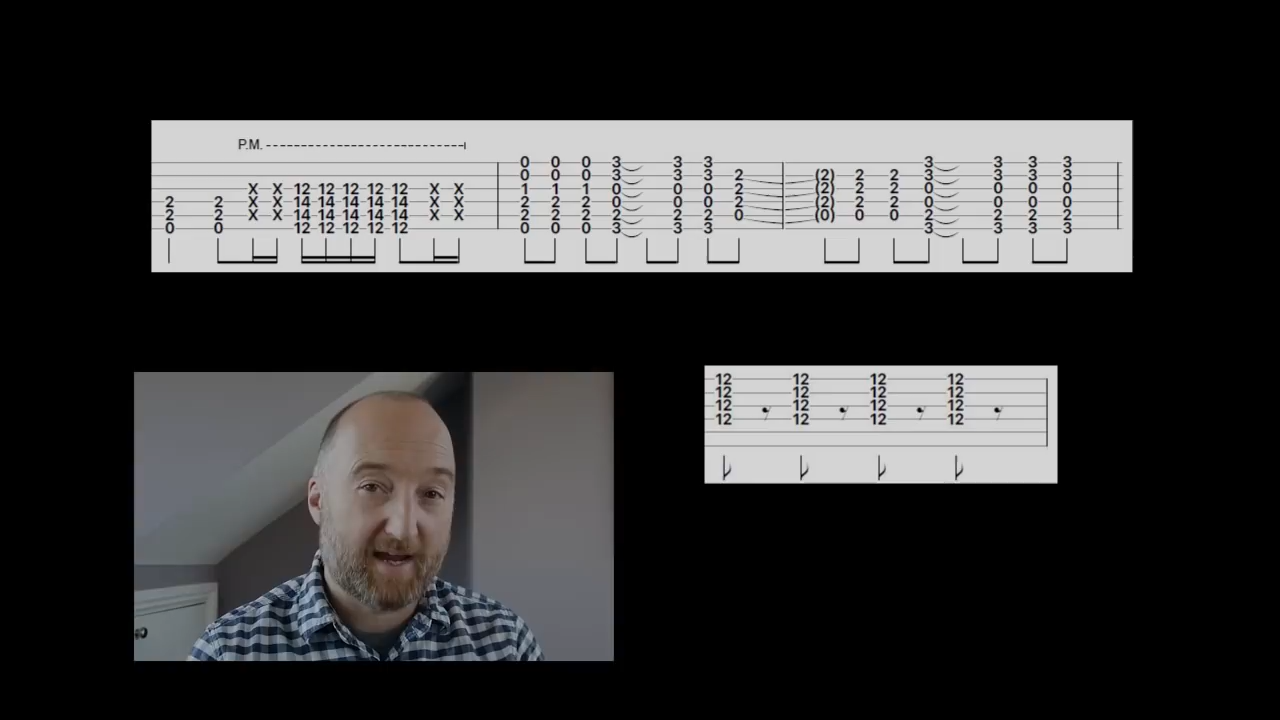 P.M.
0 0 0 3 3 3 3 3 3 3
0 0 0 3 3 3 2 (2) 2 2 3 3 3 3
X X 12 12 12 12 12 X X 1 1 1 0 0 0 2 (2) 2 2 0 0 0 0
2 2 X X 14 14 14 14 14 X X 2 2 2 0 0 0 2 (2) 2 2 0 0 0 0
2 2 X X 14 14 14 14 14 X X 2 2 2 2 2 2 0 (0) 0 0 2 2 2 2
0 0 12 12 12 12 12 0 0 0 3 3 3 3 3 3 3
12 12 12 12
12 12 12 12
12 12 12 12
12 12 12 12